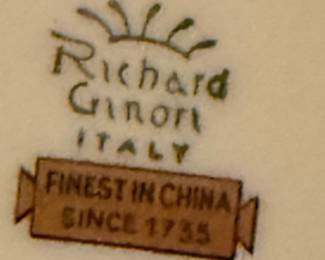 Richard
Ginori
ITALY
FINEST IN CHINA
SINCE 1735